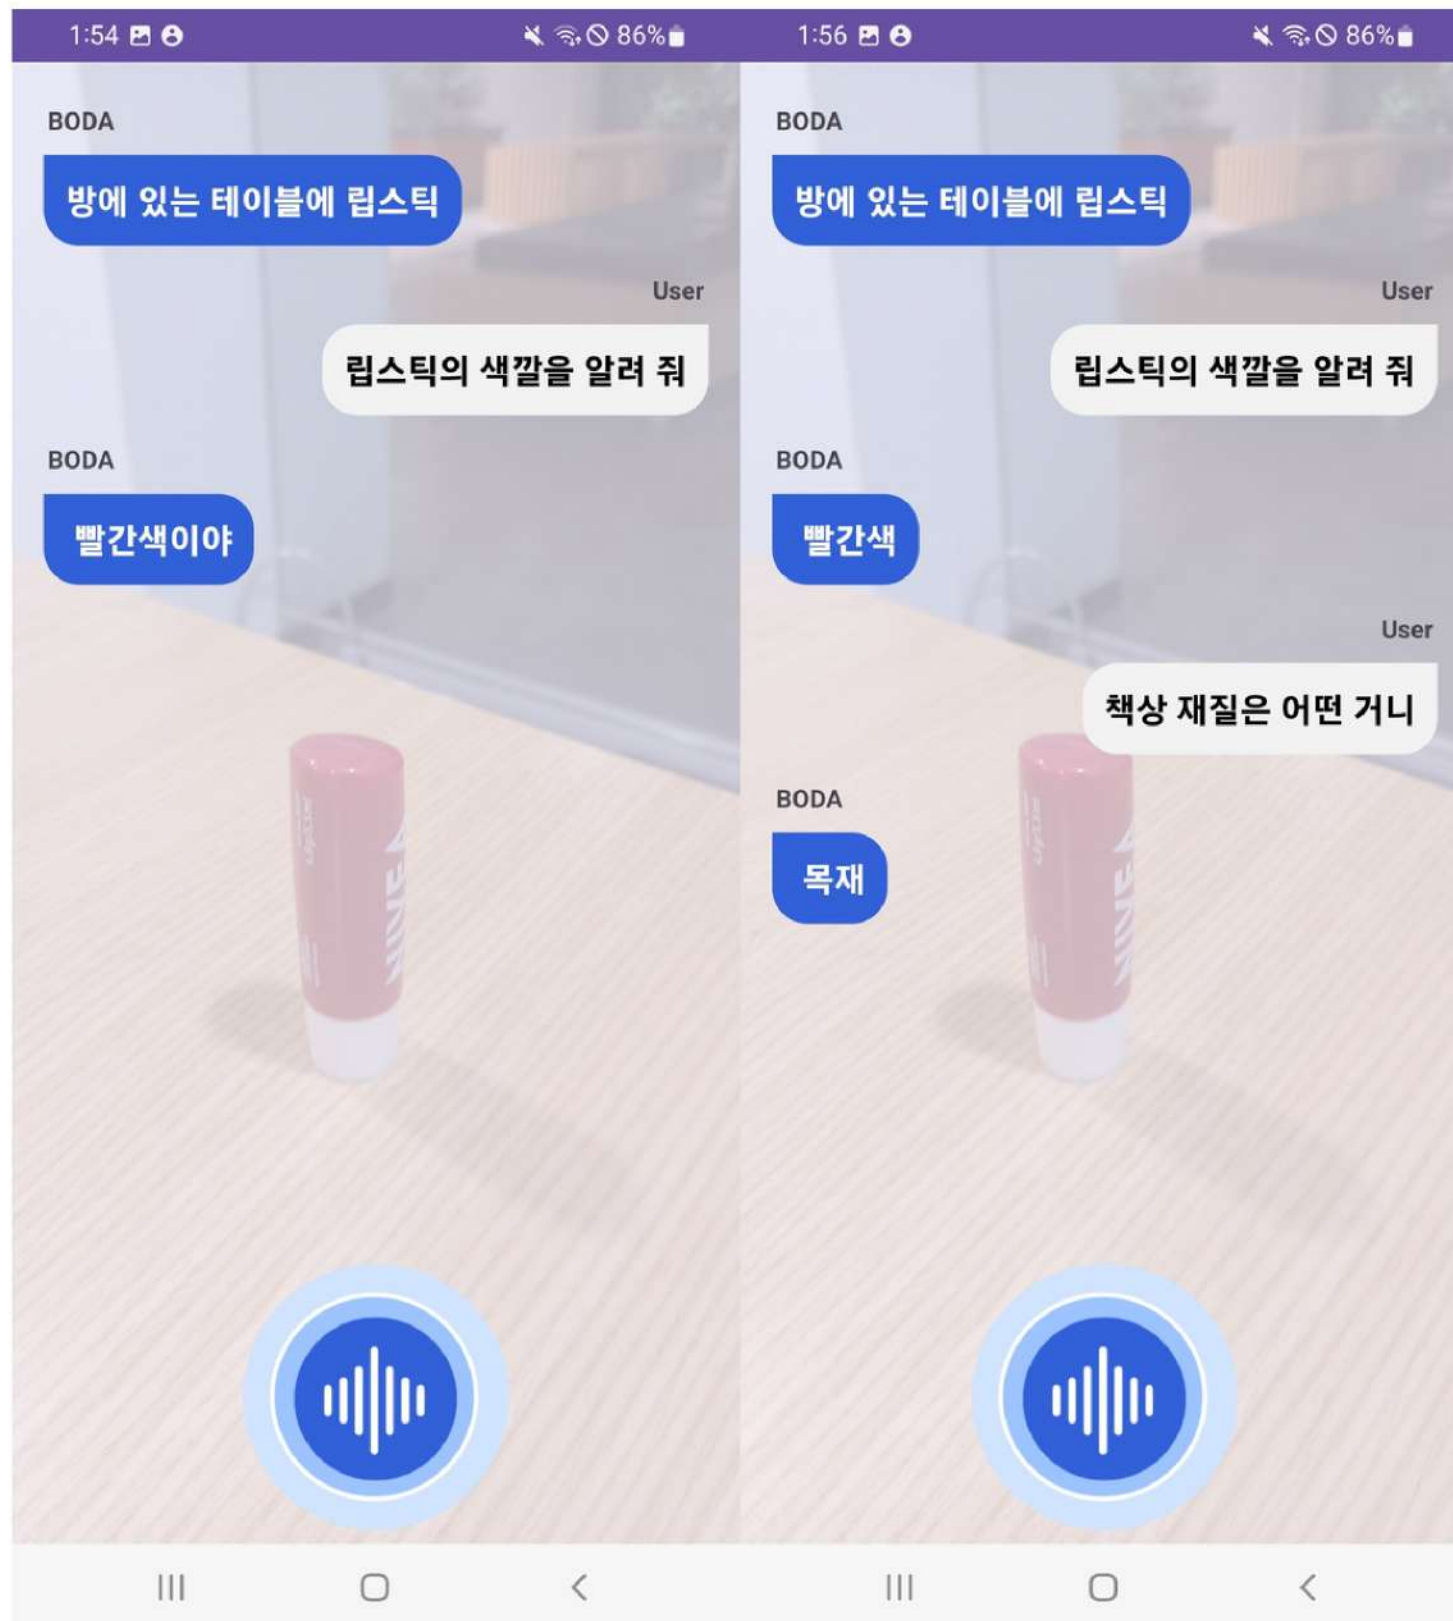 1:54
86%
BODA
방에 있는 테이블에 립스틱
User
립스틱의 색깔을 알려 줘
BODA
빨간색이야
NIVEA
1:56
86%
BODA
방에 있는 테이블에 립스틱
User
립스틱의 색깔을 알려 줘
BODA
빨간색
User
책상 재질은 어떤 거니
BODA
목재
NIVEA